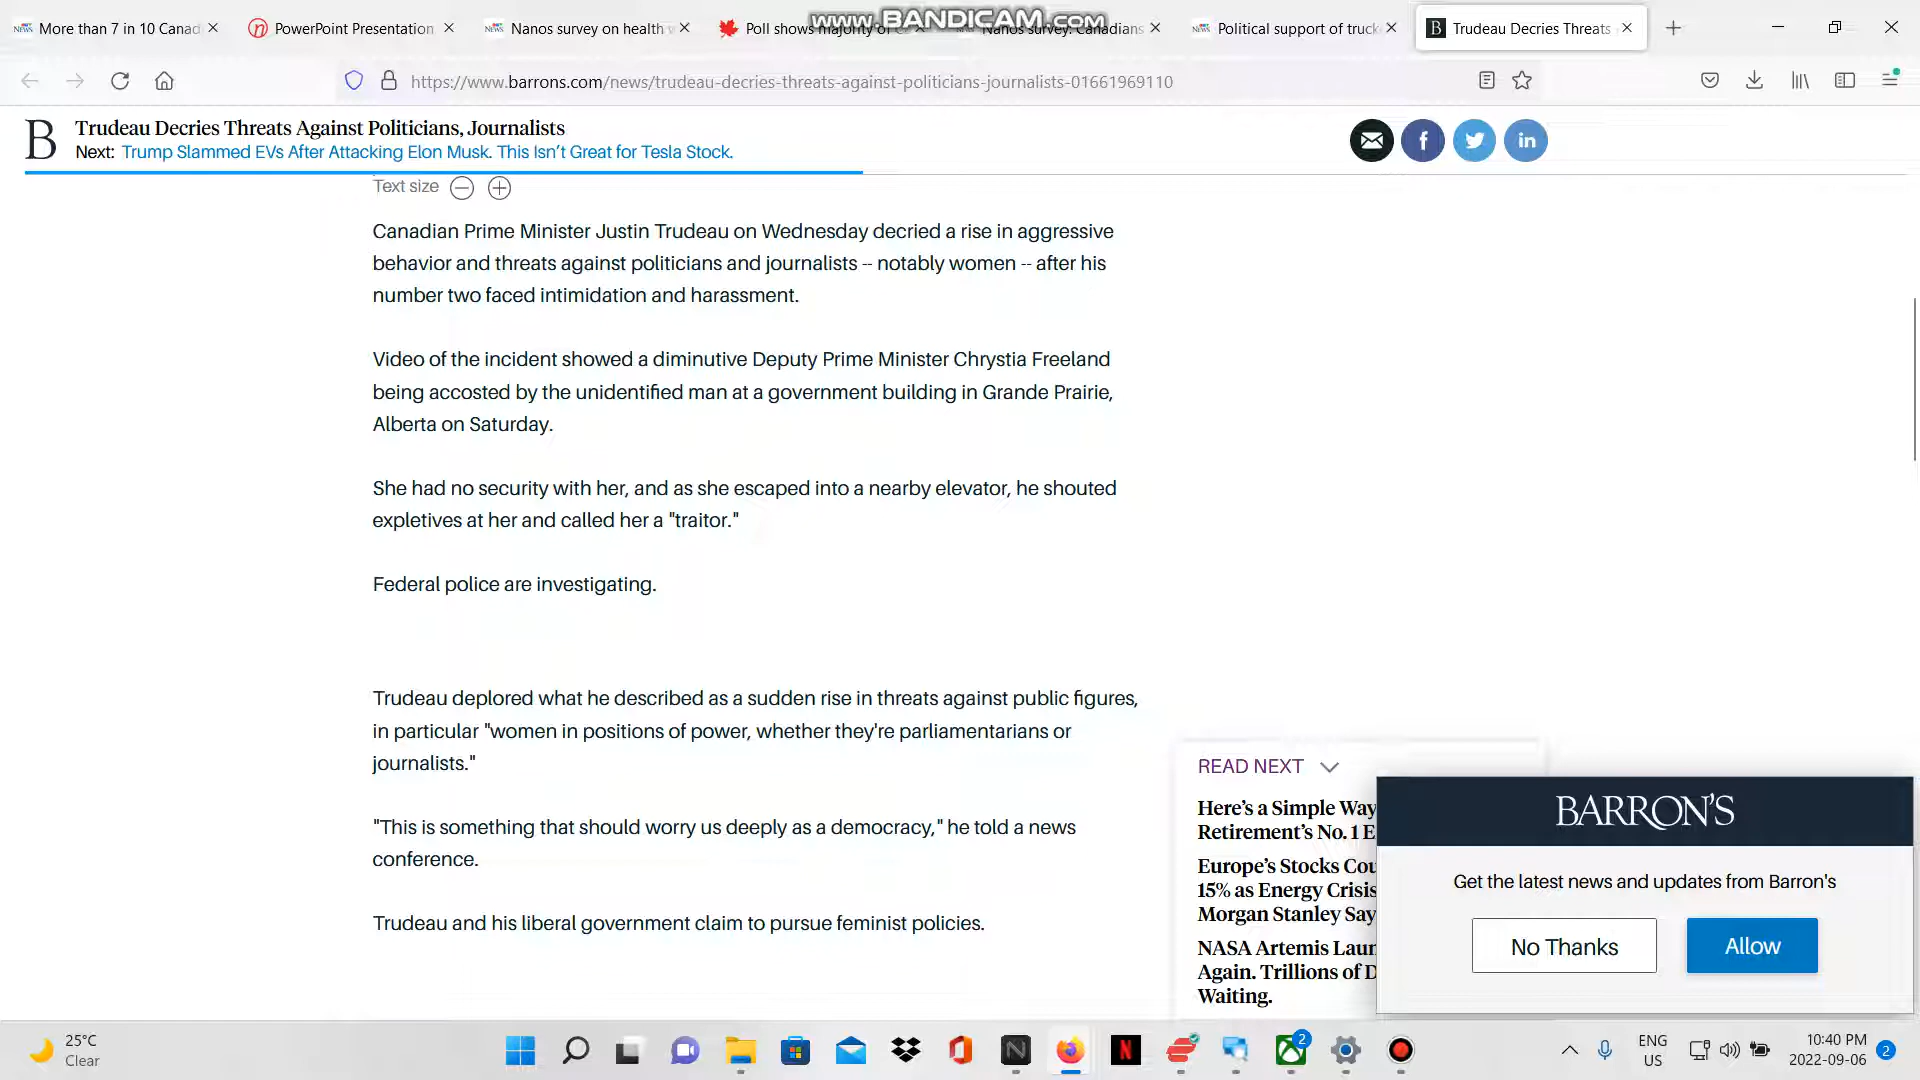 www.BANDICAM.com
More than 7 in 10 Canad
PowerPoint Presentation
Nanos survey on health
Poll shows majority of
Nanos survey: Canadians
Political support of truck
Trudeau Decries Threats
https://www.barrons.com/news/trudeau-decries-threats-against-politicians-journalists-01661969110
B
Trudeau Decries Threats Against Politicians, Journalists
Next: Trump Slammed EVs After Attacking Elon Musk. This Isn't Great for Tesla Stock.
Text size
Canadian Prime Minister Justin Trudeau on Wednesday decried a rise in aggressive
behavior and threats against politicians and journalists -- notably women -- after his
number two faced intimidation and harassment.
Video of the incident showed a diminutive Deputy Prime Minister Chrystia Freeland
being accosted by the unidentified man at a government building in Grande Prairie,
Alberta on Saturday.
She had no security with her, and as she escaped into a nearby elevator, he shouted
expletives at her and called her a "traitor."
Federal police are investigating.
Trudeau deplored what he described as a sudden rise in threats against public figures,
in particular "women in positions of power, whether they're parliamentarians or
journalists."
"This is something that should worry us deeply as a democracy," he told a news
conference.
Trudeau and his liberal government claim to pursue feminist policies.
READ NEXT
Here's a Simple Way
Retirement's No. 1 E
Europe's Stocks Cou
15% as Energy Crisis
Morgan Stanley Say
NASA Artemis Laun
Again. Trillions of D
Waiting.
BARRON'S
Get the latest news and updates from Barron's
No Thanks
Allow
25°C
Clear
2
ENG
US
10:40 PM
2022-09-06
2